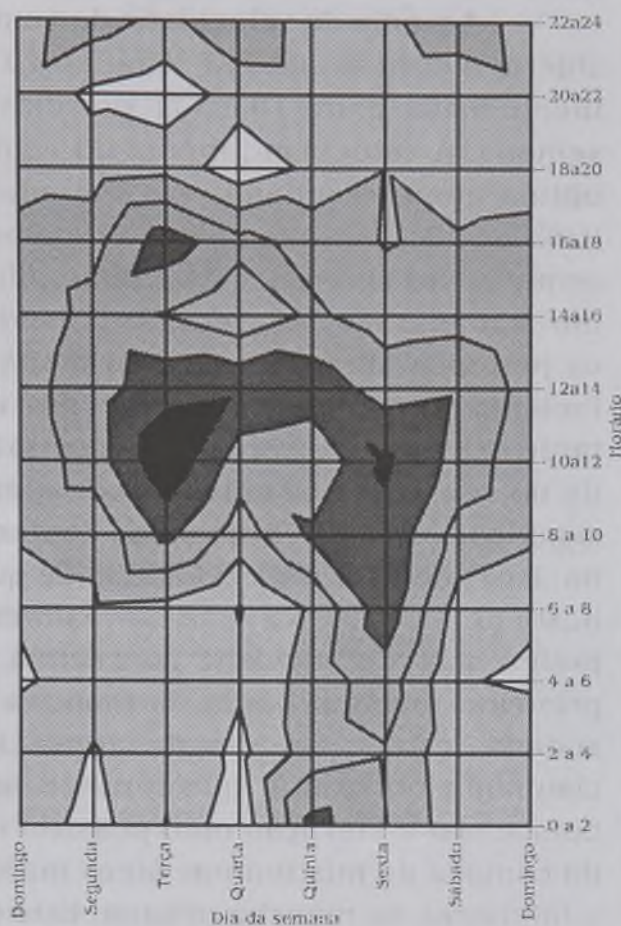 22a24
20a22
18a20
16a18
14a16
12a14
10a12
8 a 10
6 a 8
4 a 6
2 a 4
0 a 2
Horário
Domingo
Segunda
Terça
Quarta
Quinta
Sexta
Sábado
Domingo
Dia da semana